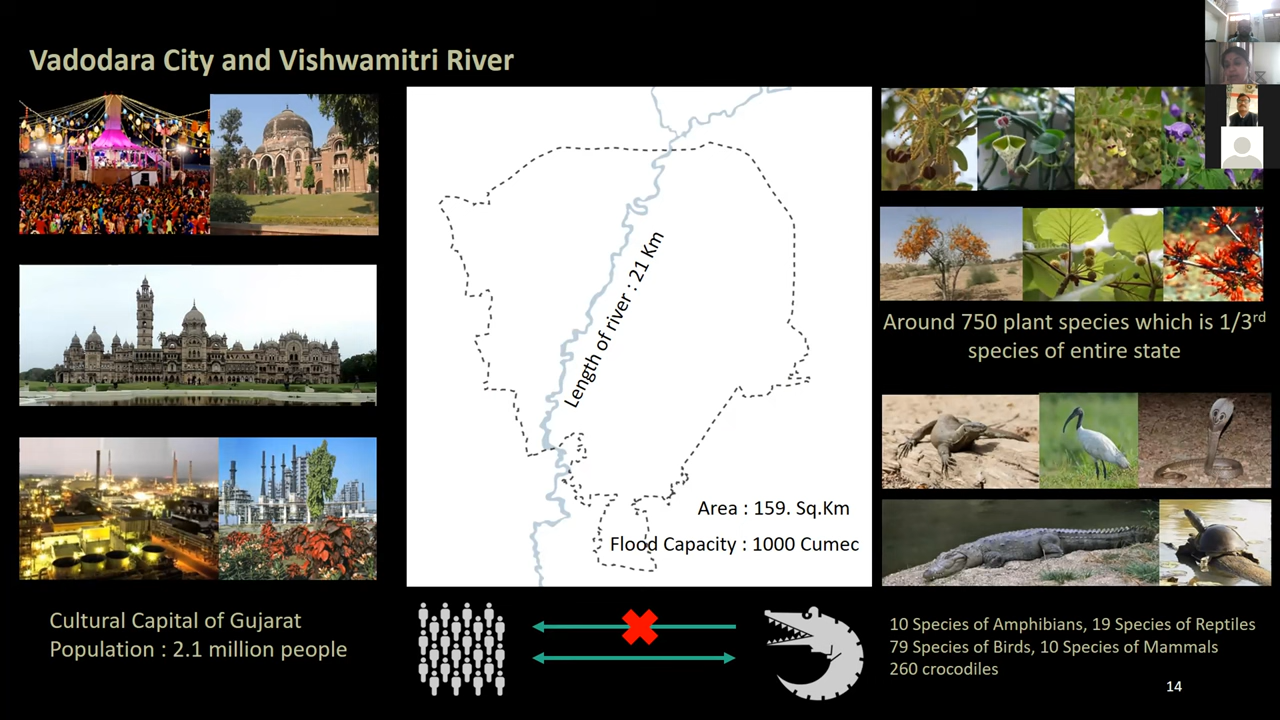 Vadodara City and Vishwamitri River
Length of river : 21 Km
Area : 159. Sq.Km
Flood Capacity : 1000 Cumec
Around 750 plant species which is 1/3rd
species of entire state
Cultural Capital of Gujarat
Population : 2.1 million people
10 Species of Amphibians, 19 Species of Reptiles
79 Species of Birds, 10 Species of Mammals
260 crocodiles
14